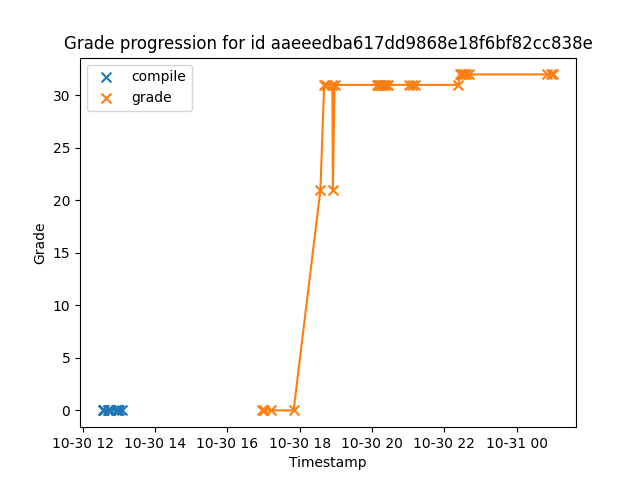 Grade progression for id aaeeedba617dd9868e18f6bf82cc838e
compile
grade
30
25
20
15
10
5
0
Grade
10-30 12 10-30 14 10-30 16 10-30 18 10-30 20 10-30 22 10-31 00
Timestamp